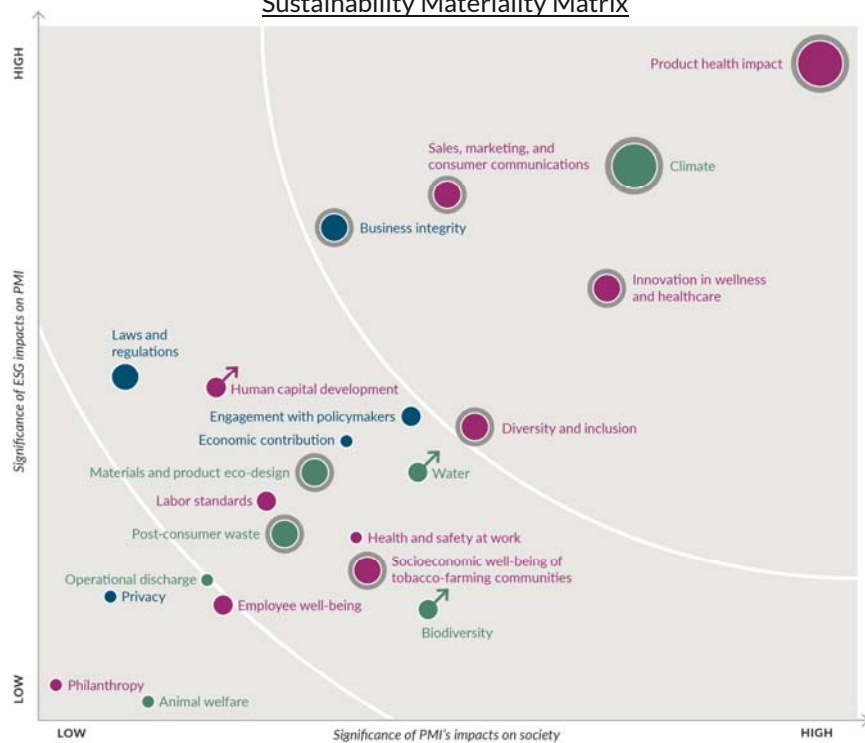 Sustainability Materiality Matrix
HIGH
Product health impact
Sales, marketing, and
consumer communications
Climate
Business integrity
Innovation in wellness
and healthcare
Significance of ESG impacts on PMI
Laws and
regulations
Human capital development
Engagement with policymakers
Diversity and inclusion
Economic contribution
Materials and product eco-design
Water
Labor standards
Post-consumer waste
Health and safety at work
Socioeconomic well-being of
tobacco-farming communities
Operational discharge
Privacy
Employee well-being
Biodiversity
LOW
Philanthropy
Animal welfare
LOW
Significance of PMI's impacts on society
HIGH